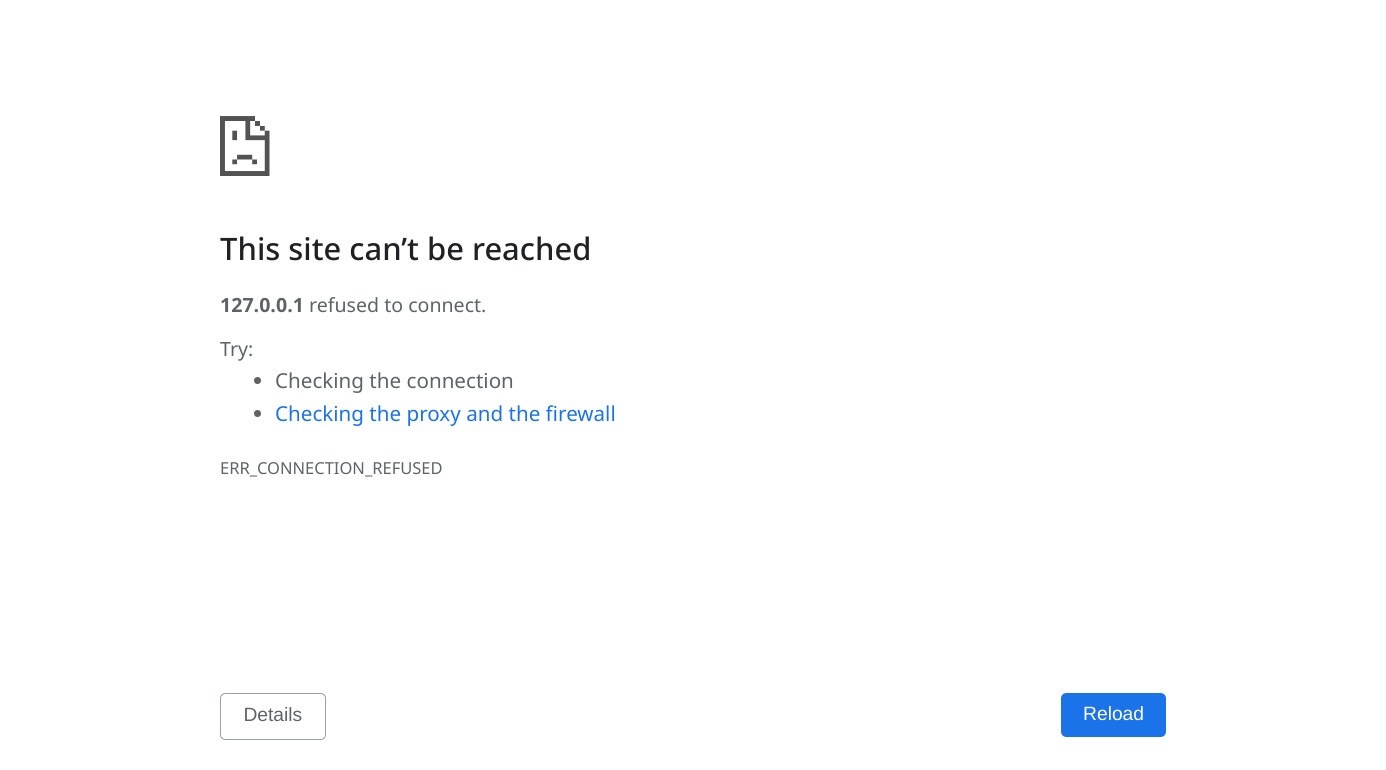 This site can’t be reached
127.0.0.1 refused to connect.
Try:
Checking the connection
Checking the proxy and the firewall
ERR_CONNECTION_REFUSED
Details
Reload